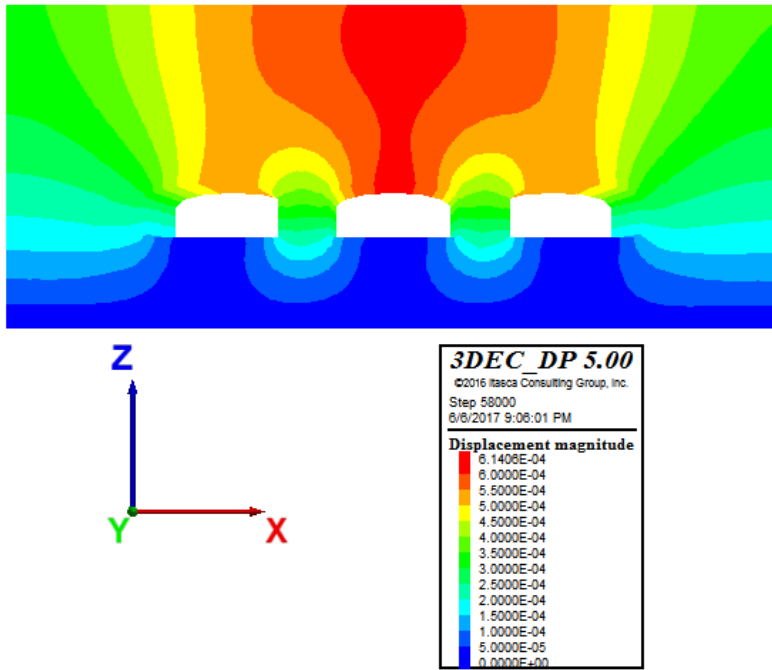 Z
Y
X
3DEC_DP 5.00
©2016 Itasca Consulting Group, Inc.
Step 58000
6/6/2017 9:06:01 PM
Displacement magnitude
6.1406E-04
6.0000E-04
5.5000E-04
5.0000E-04
4.5000E-04
4.0000E-04
3.5000E-04
3.0000E-04
2.5000E-04
2.0000E-04
1.5000E-04
1.0000E-04
5.0000E-05
0.0000E+00